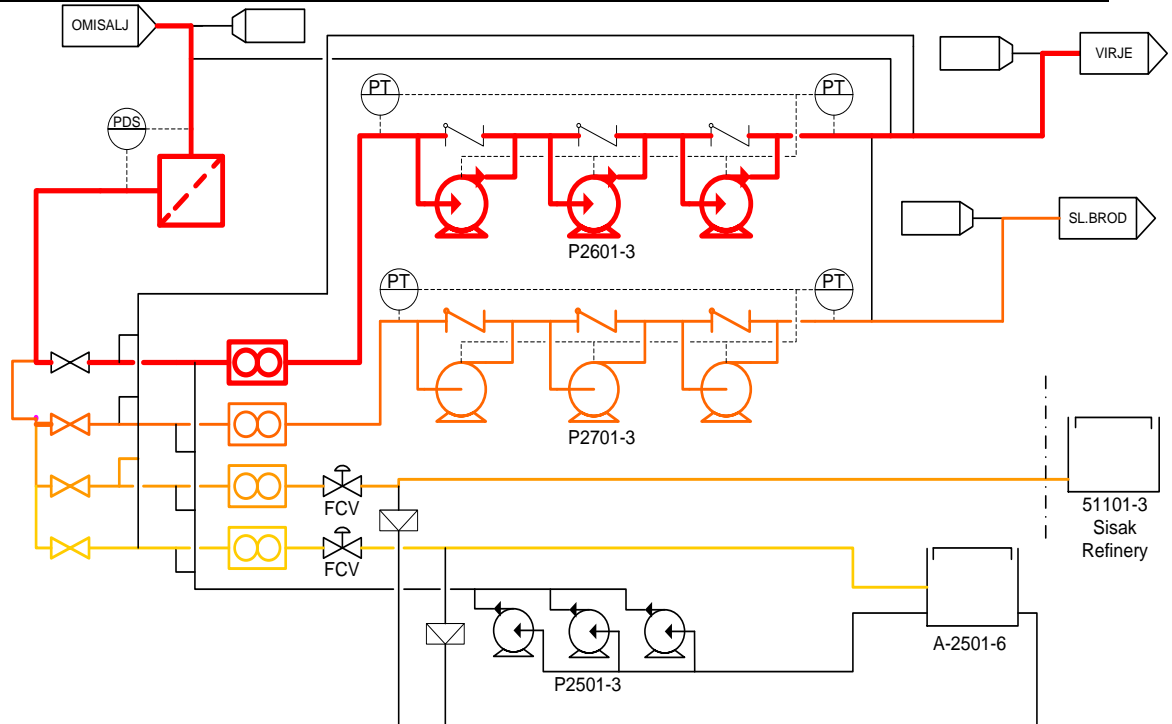 OMISALJ
VIRJE
PT
PT
PDS
P2601-3
SL.BROD
PT
PT
P2701-3
FCV
51101-3
Sisak
Refinery
FCV
A-2501-6
P2501-3